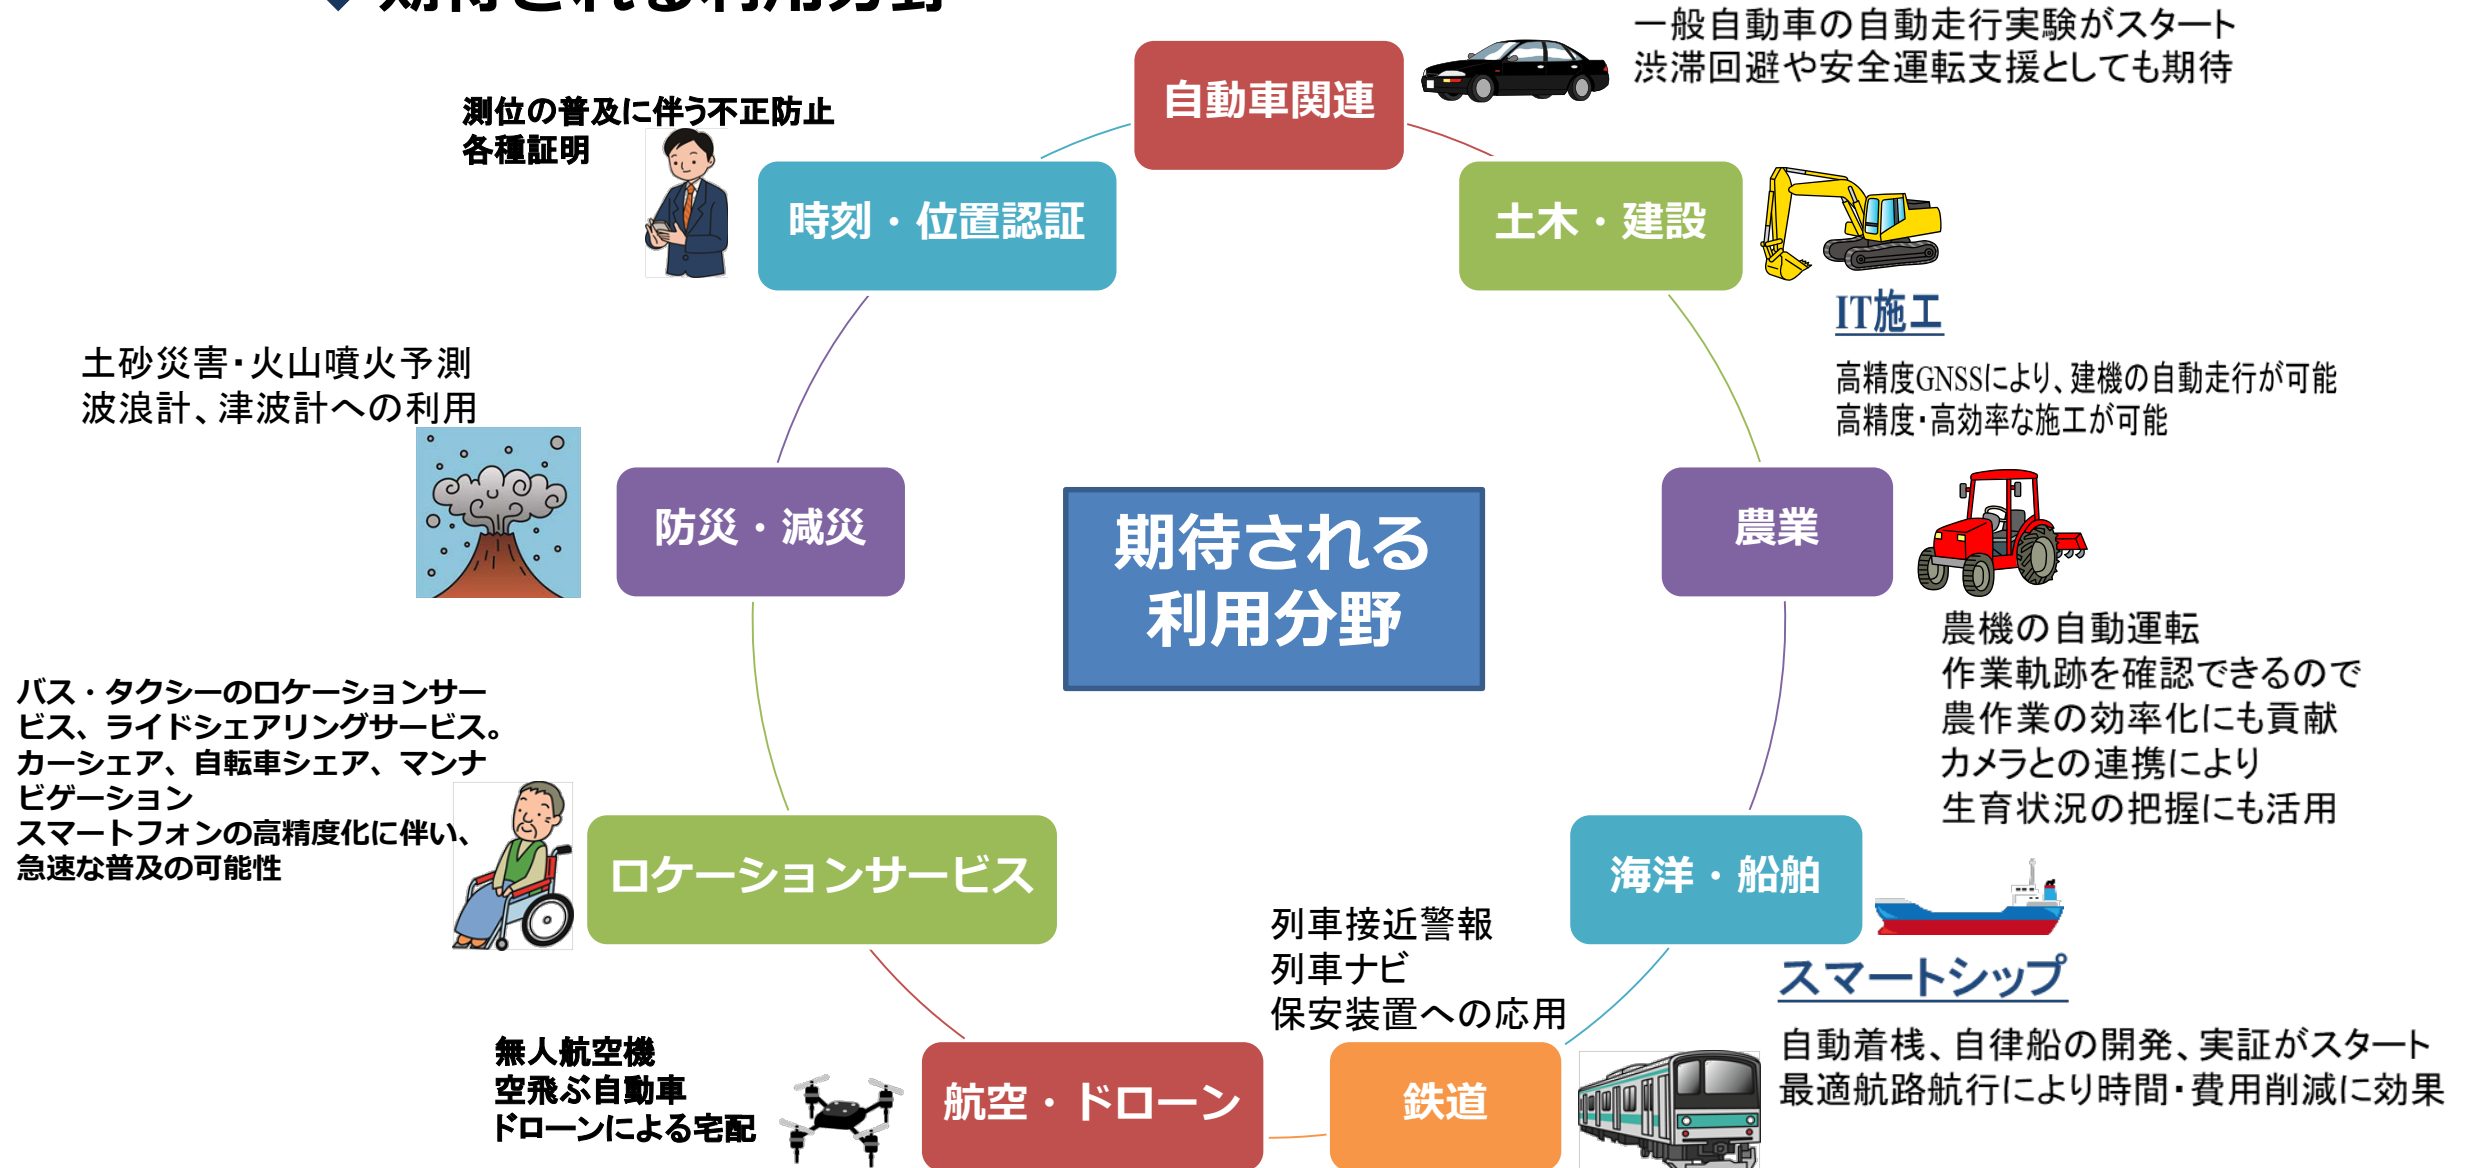 ◆ 期待される利用分野
一般自動車の自動走行実験がスタート
渋滞回避や安全運転支援としても期待
自動車関連
測位の普及に伴う不正防止
各種証明
時刻・位置認証
土木・建設
IT施工
高精度GNSSにより、建機の自動走行が可能
高精度・高効率な施工が可能
土砂災害・火山噴火予測
波浪計、津波計への利用
防災・減災
期待される
利用分野
農業
農機の自動運転
作業軌跡を確認できるので
農作業の効率化にも貢献
カメラとの連携により
生育状況の把握にも活用
バス・タクシーのロケーションサー
ビス、ライドシェアリングサービス。
カーシェア、自転車シェア、マンナ
ビゲーション
スマートフォンの高精度化に伴い、
急速な普及の可能性
ロケーションサービス
海洋・船舶
スマートシップ
自動着桟、自律船の開発、実証がスタート
最適航路航行により時間・費用削減に効果
列車接近警報
列車ナビ
保安装置への応用
鉄道
無人航空機
空飛ぶ自動車
ドローンによる宅配
航空・ドローン